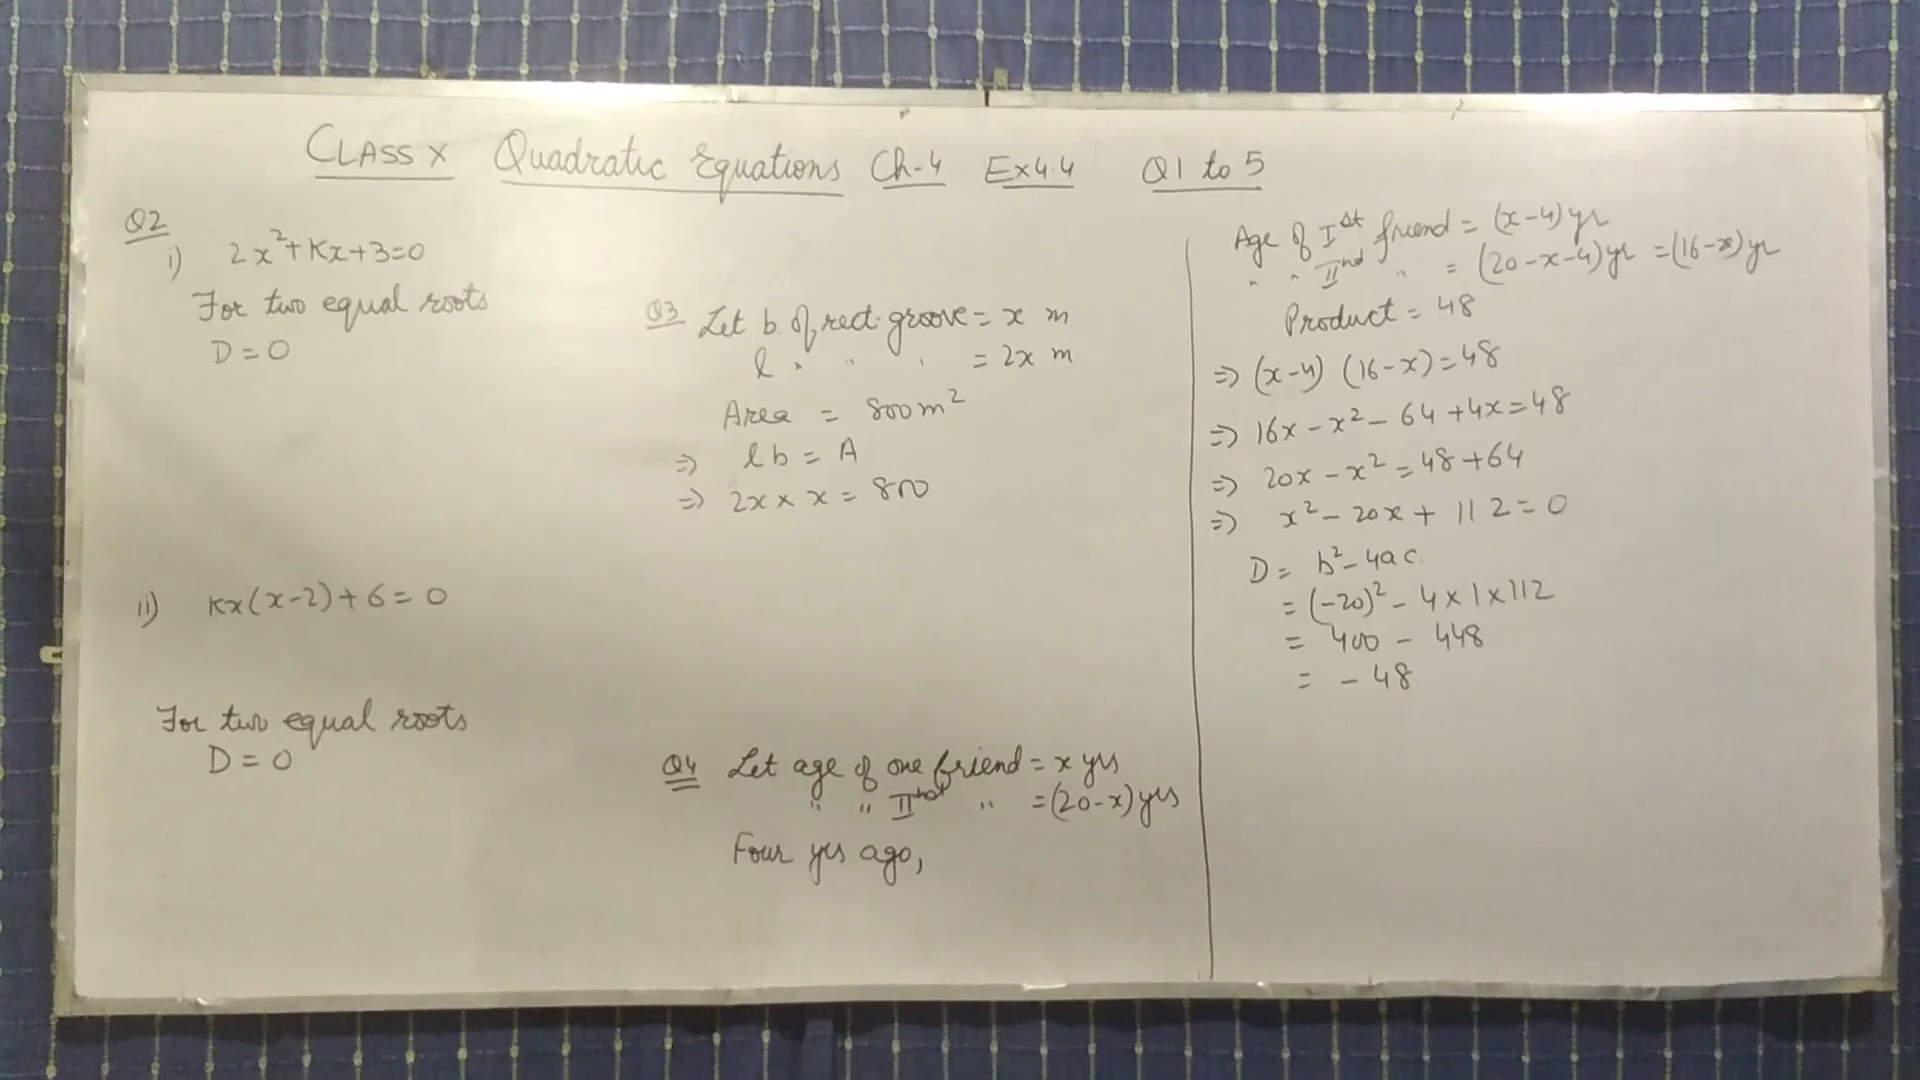 CLASS X Quadratic Equations Ch-4 Ex 4.4 Q1 to 5
Q2
i) 2x²+Kx+3=0
For two equal roots
D=0
ii) Kx(x-2)+6=0
For two equal roots
D=0
Q3 Let b. of rect. groove = x m
l " " " = 2x m
Area = 800m²
⇒ lb = A
⇒ 2x × x = 800
Q4 Let age of one friend = x yrs
" " IInd " = (20-x) yrs
Four yrs ago,
Age of Ist friend = (x-4) yr
" " IInd " = (20-x-4) yr = (16-x) yr
Product = 48
⇒ (x-4) (16-x) = 48
⇒ 16x - x² - 64 + 4x = 48
⇒ 20x - x² = 48+64
⇒ x² - 20x + 112 = 0
D = b² - 4ac.
= (-20)² - 4×1×112
= 400 - 448
= - 48